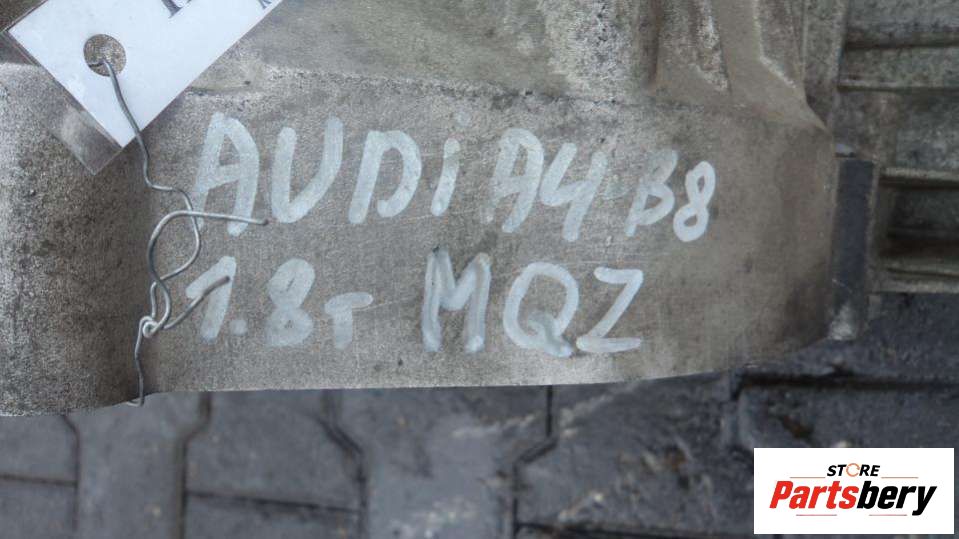 AUDi A4 B8
1.8T MQZ
STORE
Partsbery